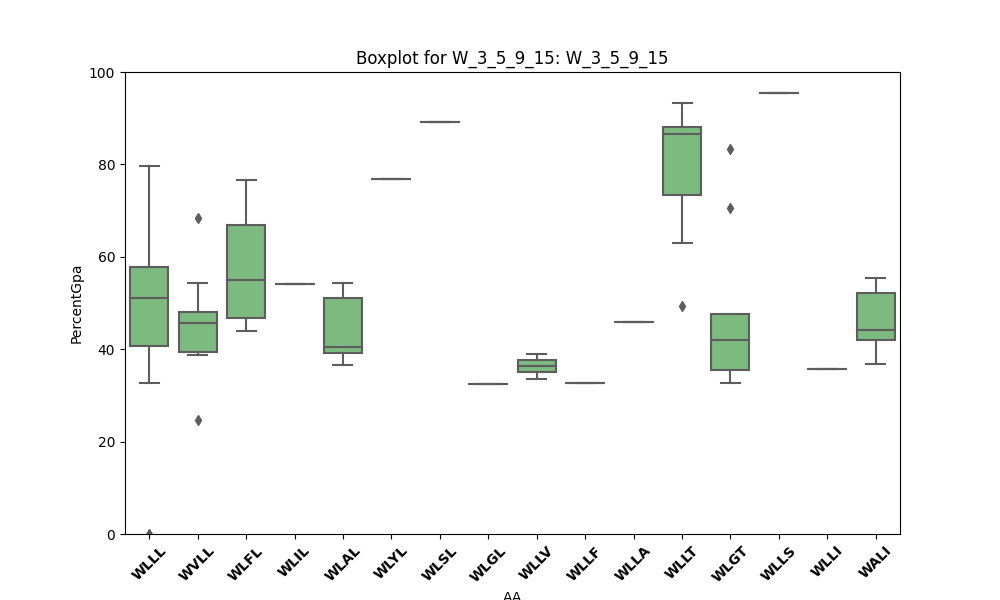 Boxplot for W_3_5_9_15: W_3_5_9_15
100
80
60
40
20
0
PercentGpa
WLLL WVLL WLFL WLIL WLAL WLYL WLSL WLGL WLLV WLLF WLLA WLLT WLGT WLLS WLLI WALI
AA